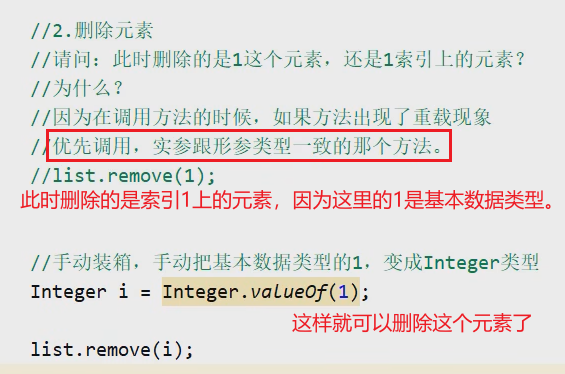 //2.删除元素
//请问：此时删除的是1这个元素，还是1索引上的元素？
//为什么？
//因为在调用方法的时候，如果方法出现了重载现象
//优先调用，实参跟形参类型一致的那个方法。
//list.remove(1);
此时删除的是索引1上的元素，因为这里的1是基本数据类型。
//手动装箱，手动把基本数据类型的1，变成Integer类型
Integer i = Integer.valueOf(1);
这样就可以删除这个元素了
list.remove(i);